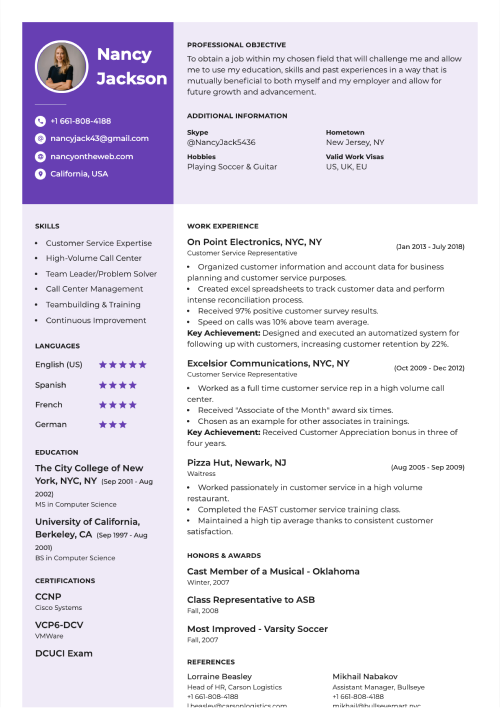 Nancy
Jackson
+1 661-808-4188
nancyjack43@gmail.com
nancyontheweb.com
California, USA
PROFESSIONAL OBJECTIVE
To obtain a job within my chosen field that will challenge me and allow
me to use my education, skills and past experiences in a way that is
mutually beneficial to both myself and my employer and allow for
future growth and advancement.
ADDITIONAL INFORMATION
Skype
@NancyJack5436
Hometown
New Jersey, NY
Hobbies
Playing Soccer & Guitar
Valid Work Visas
US, UK, EU
SKILLS
• Customer Service Expertise
• High-Volume Call Center
• Team Leader/Problem Solver
• Call Center Management
• Teambuilding & Training
• Continuous Improvement
LANGUAGES
English (US) ★★★★★
Spanish ★★★★
French ★★★★
German ★★★
EDUCATION
The City College of New
York, NYC, NY (Sep 2001 - Aug
2002)
MS in Computer Science
University of California,
Berkeley, CA (Sep 1997 - Aug
2001)
BS in Computer Science
CERTIFICATIONS
CCNP
Cisco Systems
VCP6-DCV
VMWare
DCUCI Exam
WORK EXPERIENCE
On Point Electronics, NYC, NY (Jan 2013 - July 2018)
Customer Service Representative
• Organized customer information and account data for business
planning and customer service purposes.
• Created excel spreadsheets to track customer data and perform
intense reconciliation process.
• Received 97% positive customer survey results.
• Speed on calls was 10% above team average.
Key Achievement: Designed and executed an automatized system for
following up with customers, increasing customer retention by 22%.
Excelsior Communications, NYC, NY (Oct 2009 - Dec 2012)
Customer Service Representative
• Worked as a full time customer service rep in a high volume call
center.
• Received "Associate of the Month" award six times.
• Chosen as an example for other associates in trainings.
Key Achievement: Received Customer Appreciation bonus in three of
four years.
Pizza Hut, Newark, NJ (Aug 2005 - Sep 2009)
Waitress
• Worked passionately in customer service in a high volume
restaurant.
• Completed the FAST customer service training class.
• Maintained a high tip average thanks to consistent customer
satisfaction.
HONORS & AWARDS
Cast Member of a Musical - Oklahoma
Winter, 2007
Class Representative to ASB
Fall, 2008
Most Improved - Varsity Soccer
Fall, 2007
REFERENCES
Lorraine Beasley
Head of HR, Carson Logistics
+1 661-808-4188
l.beasley@carsonlogistics.com
Mikhail Nabakov
Assistant Manager, Bullseye
+1 661-808-4188
mikhail@bullseyemart.nyc